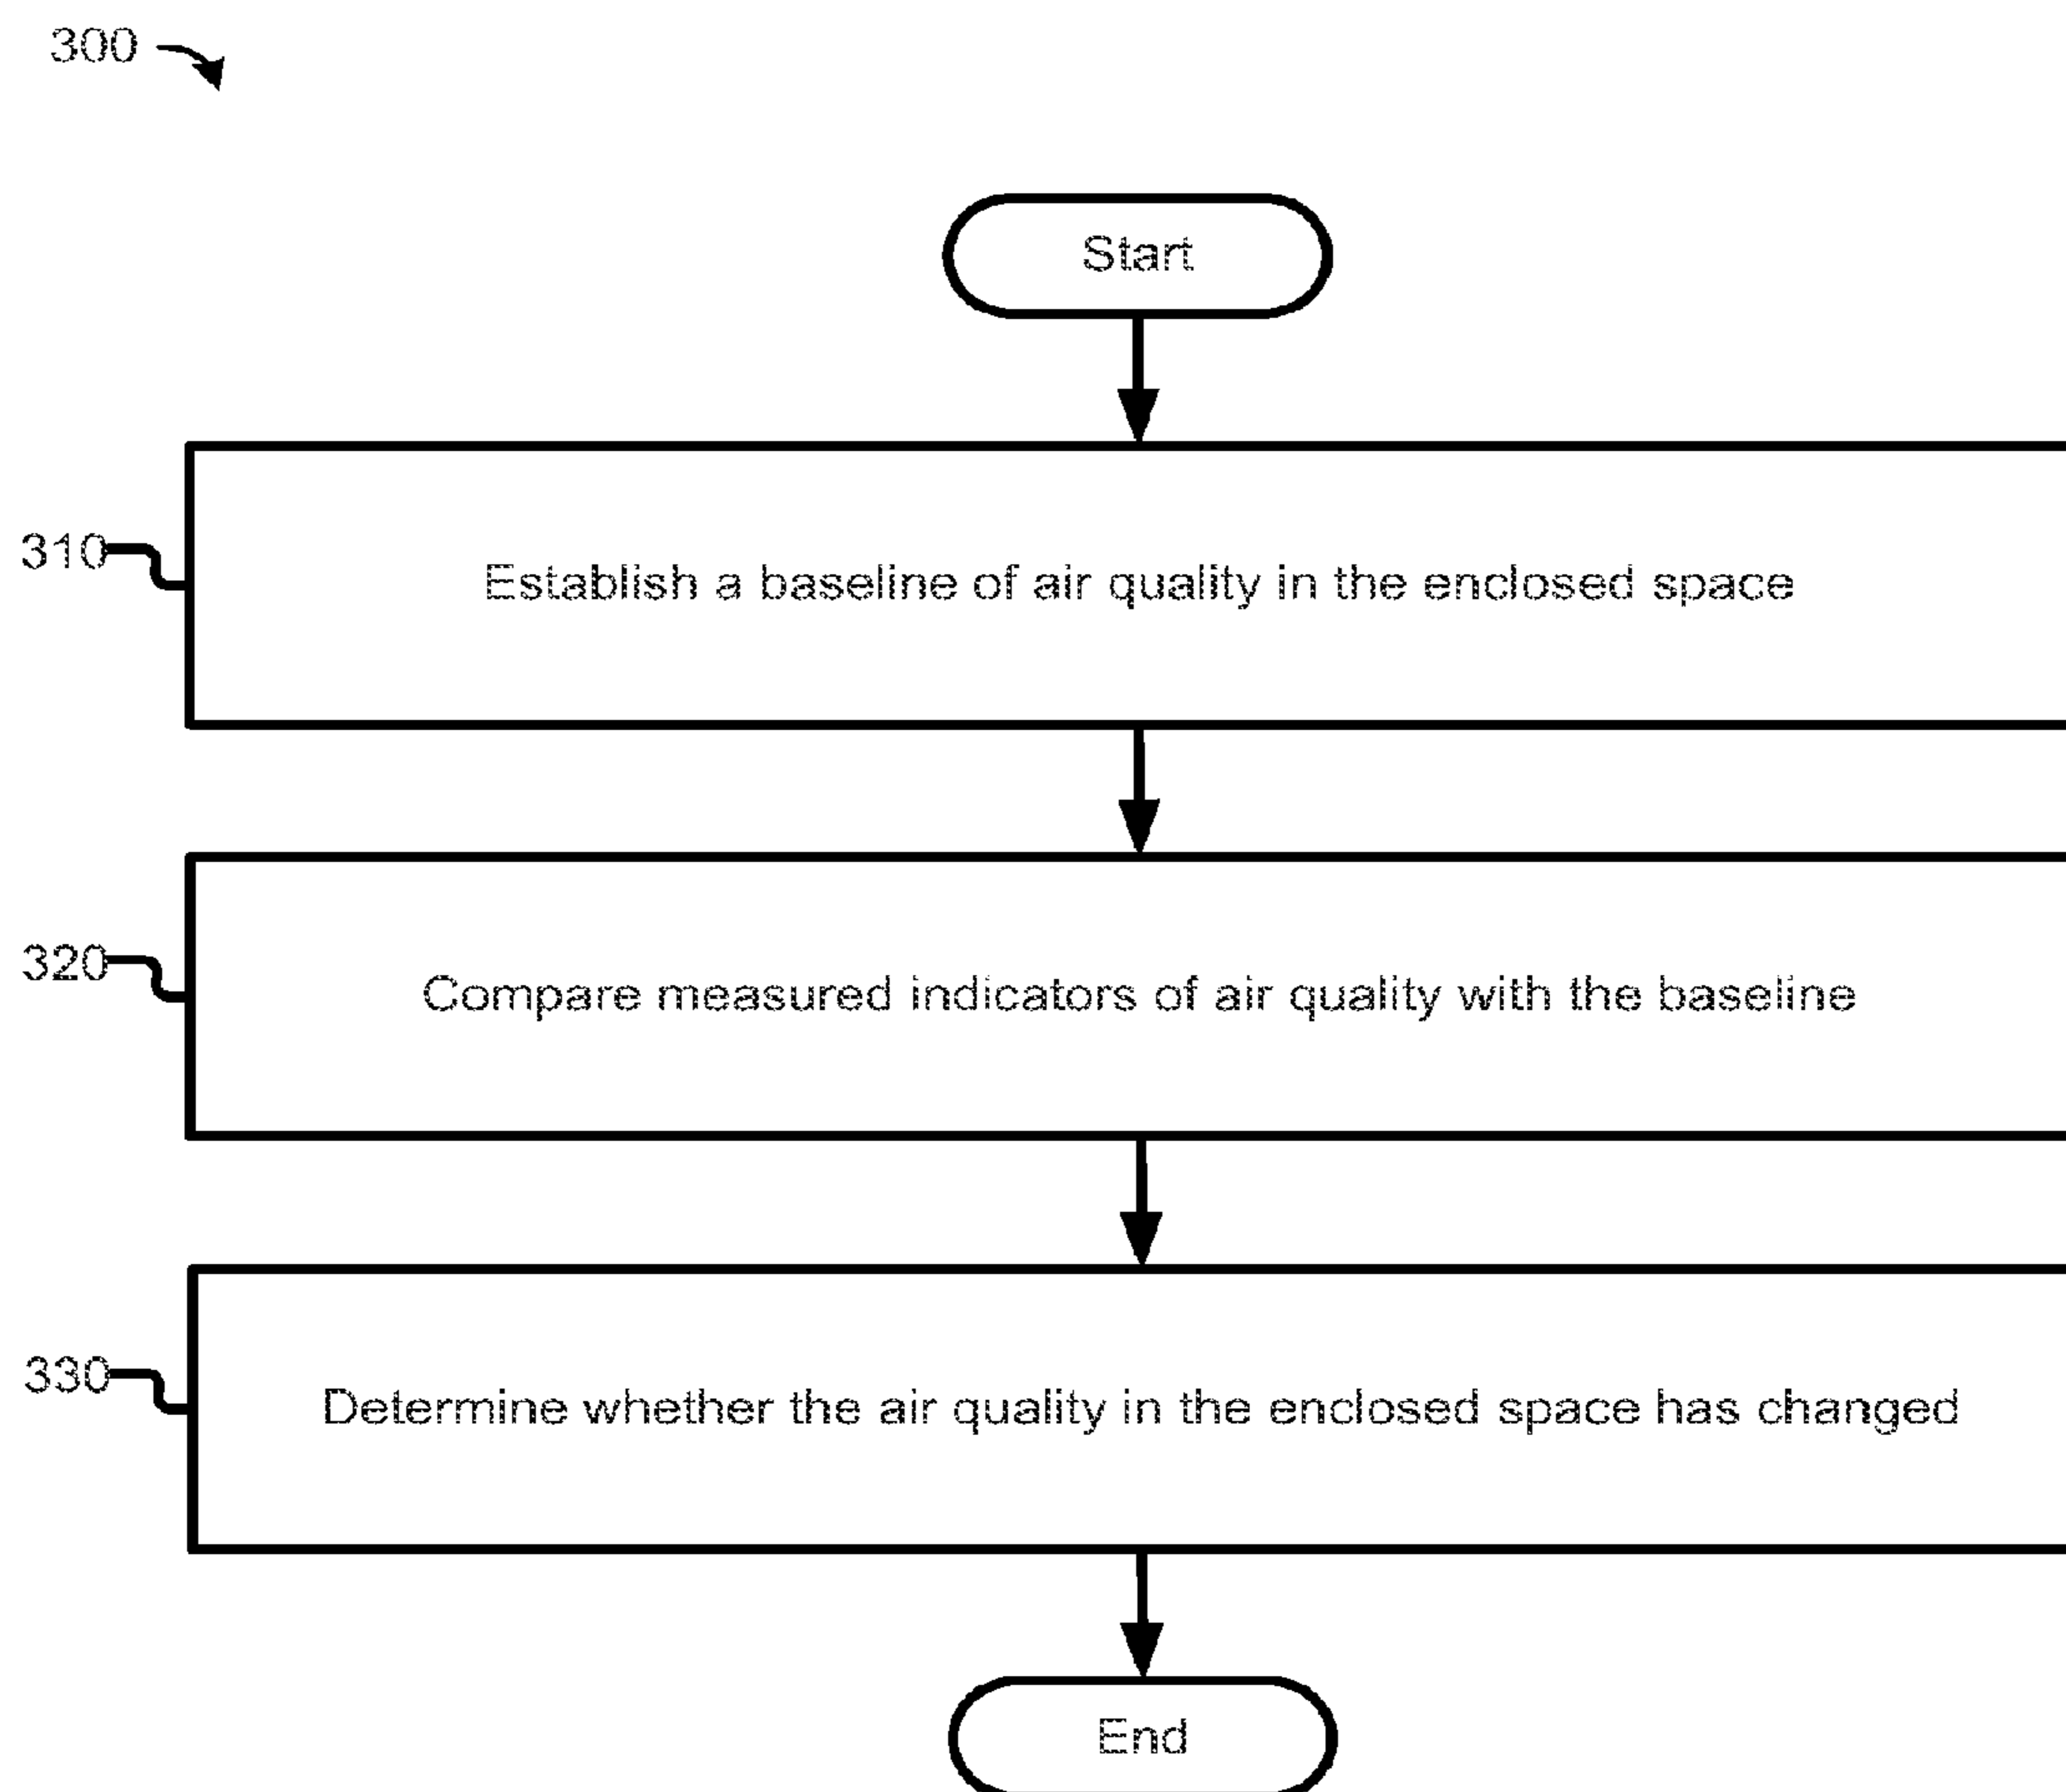 300
Start
310
Establish a baseline of air quality in the enclosed space
320
Compare measured indicators of air quality with the baseline
330
Determine whether the air quality in the enclosed space has changed
End